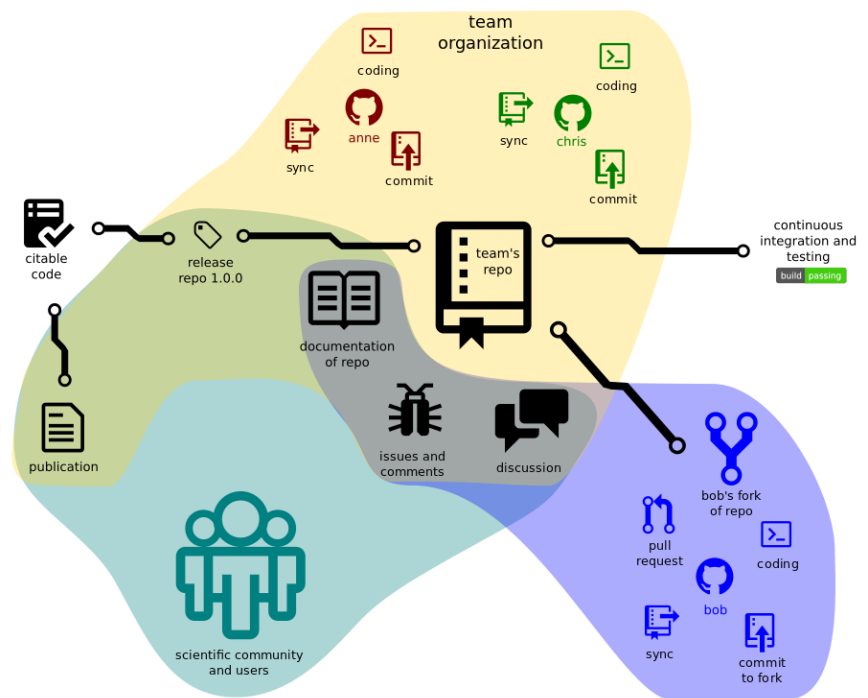 team
organization
coding
coding
anne
chris
sync
sync
commit
commit
citable
code
release
repo 1.0.0
team's
repo
continuous
integration and
testing
build passing
documentation
of repo
publication
issues and
comments
discussion
bob's fork
of repo
pull
request
coding
bob
scientific community
and users
sync
commit
to fork